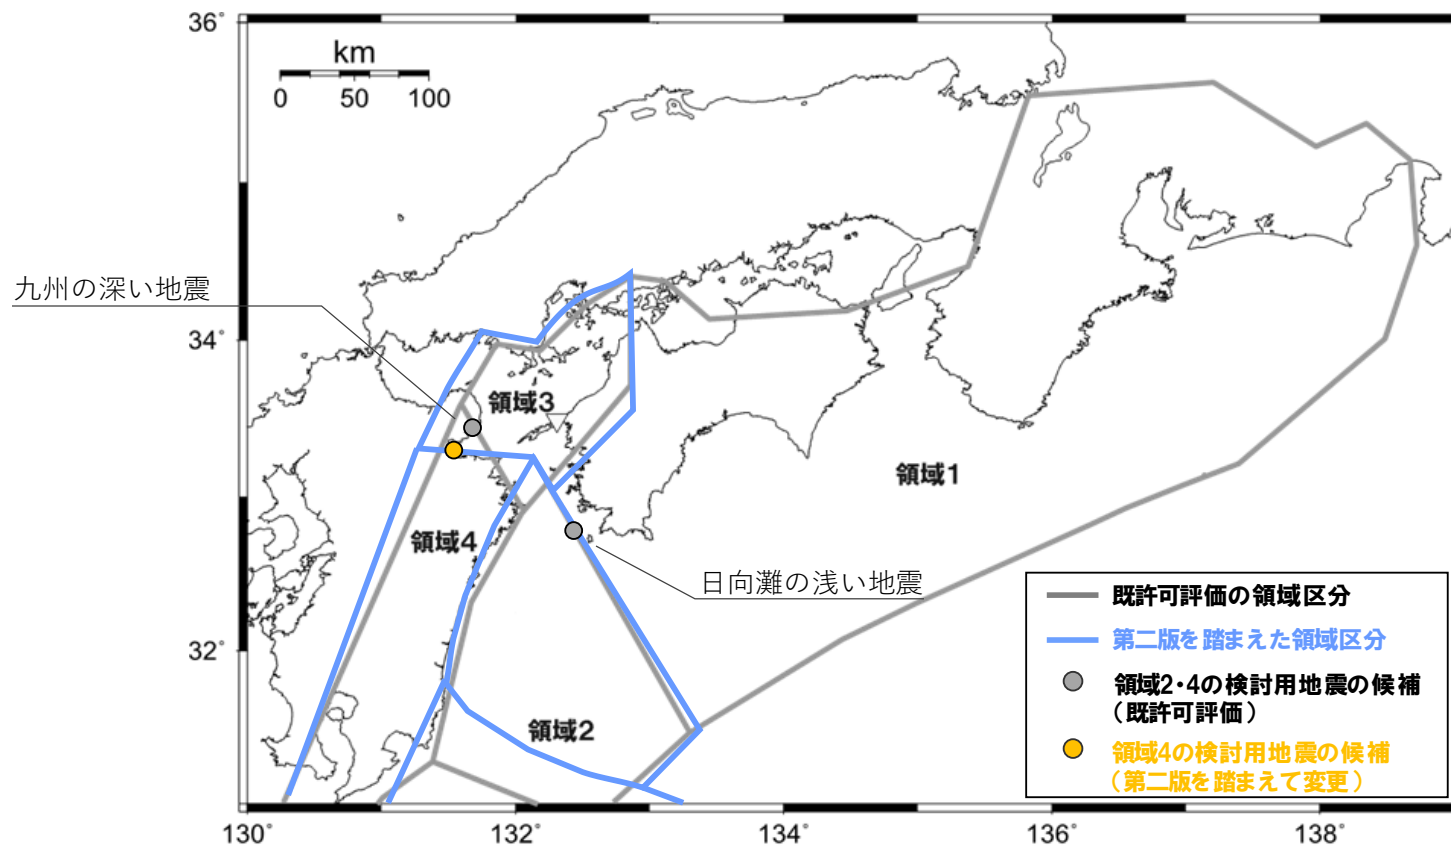 36°
km
0 50 100
九州の深い地震
34°
領域3
領域1
領域4
日向灘の浅い地震
既許可評価の領域区分
第二版を踏まえた領域区分
32°
領域2・4の検討用地震の候補
（既許可評価）
領域2
領域4の検討用地震の候補
（第二版を踏まえて変更）
130° 132° 134° 136° 138°